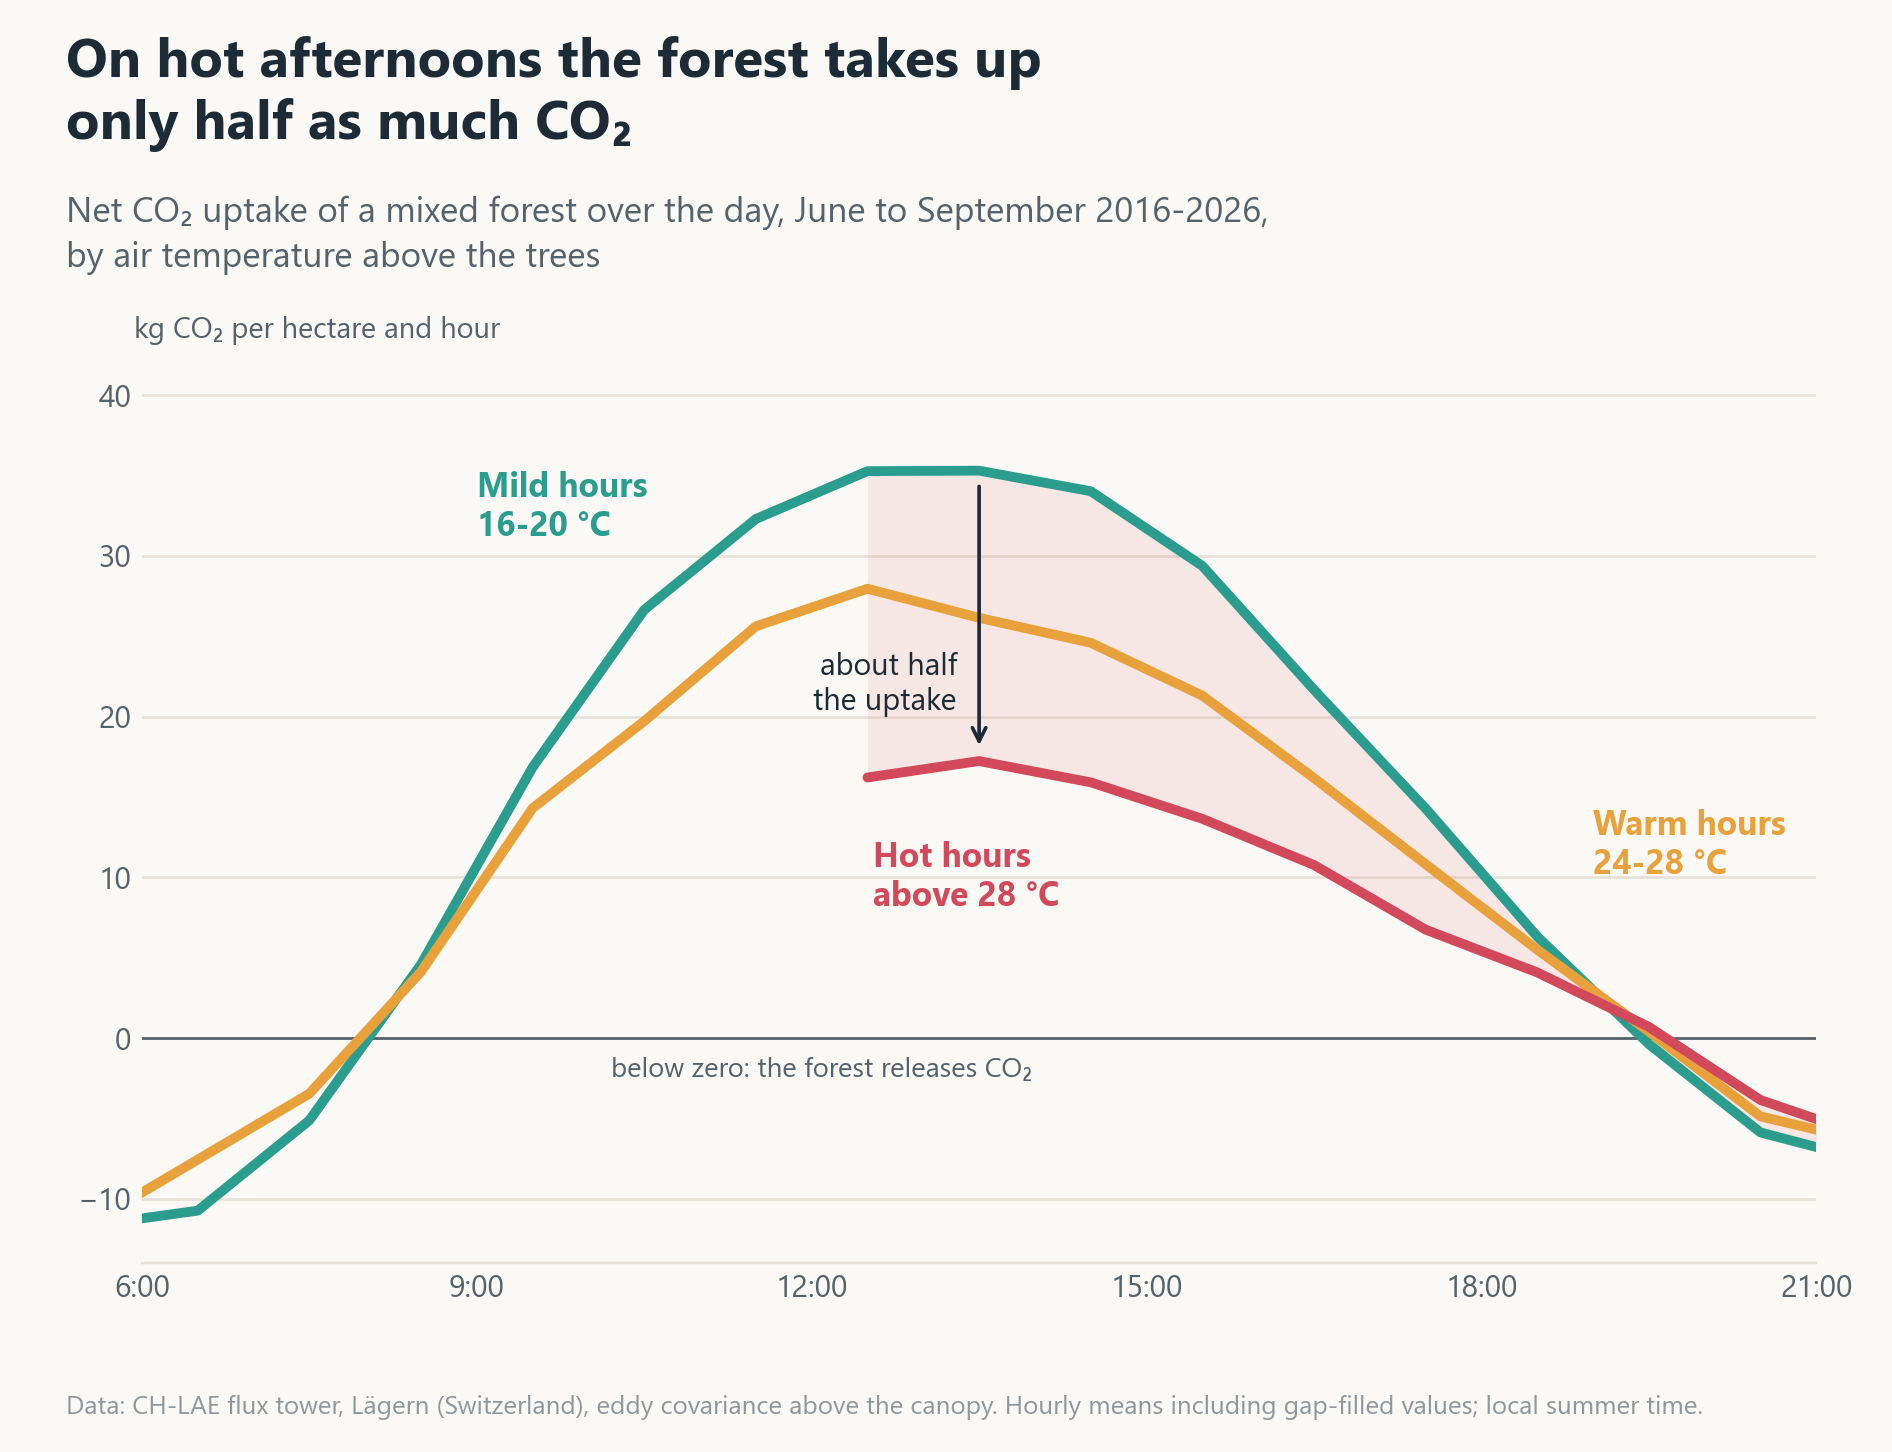 On hot afternoons the forest takes up
only half as much CO₂
Net CO₂ uptake of a mixed forest over the day, June to September 2016-2026,
by air temperature above the trees
kg CO₂ per hectare and hour
40
Mild hours
16-20 °C
30
about half
the uptake
20
Warm hours
24-28 °C
Hot hours
above 28 °C
10
0
below zero: the forest releases CO₂
−10
6:00 9:00 12:00 15:00 18:00 21:00
Data: CH-LAE flux tower, Lägern (Switzerland), eddy covariance above the canopy. Hourly means including gap-filled values; local summer time.